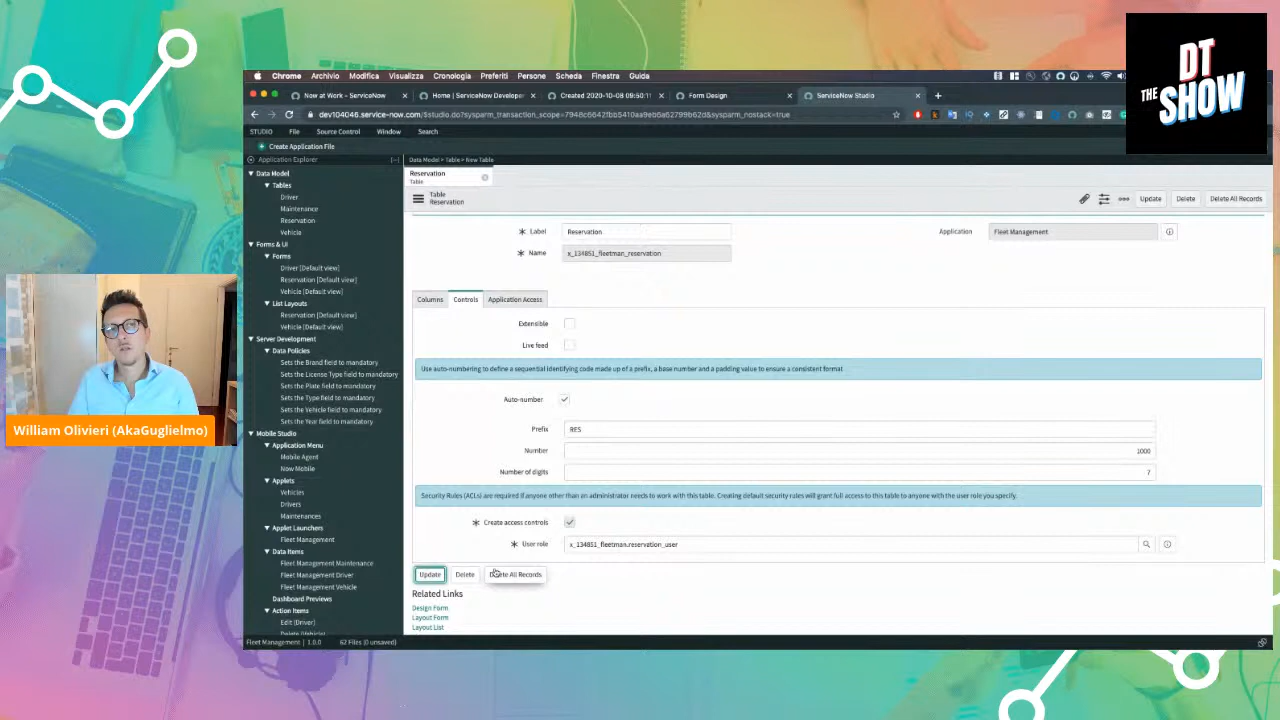 DT
THE
SHOW
Chrome Archivio Modifica Visualizza Cronologia Preferiti Persone Scheda Finestra Guida
Now at Work – ServiceNow
Home | ServiceNow Develope
Created 2020-10-08 09:50:11
Form Design
ServiceNow Studio
STUDIO File Source Control Window Search
Create Application File
Application Explorer
Data Model > Table > New Table
Data Model
Tables
Driver
Maintenance
Reservation
Vehicle
Forms & UI
Forms
Driver [Default view]
Reservation [Default view]
Vehicle [Default view]
List Layouts
Reservation [Default view]
Vehicle [Default view]
Server Development
Data Policies
Sets the Brand field to mandatory
Sets the License Type field to mandatory
Sets the Plate field to mandatory
Sets the Type field to mandatory
Sets the Vehicle field to mandatory
Sets the Year field to mandatory
Mobile Studio
Application Menu
Mobile Agent
Now Mobile
Applets
Vehicles
Drivers
Maintenances
Applet Launchers
Fleet Management
Data Items
Fleet Management Maintenance
Fleet Management Driver
Fleet Management Vehicle
Dashboard Previews
Action Items
Edit (Driver)
Delete (Vehicle)
Fleet Management | 1.0.0 62 Files (0 unsaved)
Reservation
Table
Table
Reservation
Update Delete Delete All Records
Label Reservation
Application Fleet Management
Name x_134851_fleetman_reservation
Columns Controls Application Access
Extensible
Live feed
Use auto-numbering to define a sequential identifying code made up of a prefix, a base number and a padding value to ensure a consistent format
Auto-number
Prefix RES
Number 1000
Number of digits 7
Security Rules (ACLs) are required if anyone other than an administrator needs to work with this table. Creating default security rules will grant full access to this table to anyone with the user role you specify.
Create access controls
User role x_134851_fleetman.reservation_user
Update Delete Delete All Records
Related Links
Design Form
Layout Form
Layout List
William Olivieri (AkaGuglielmo)